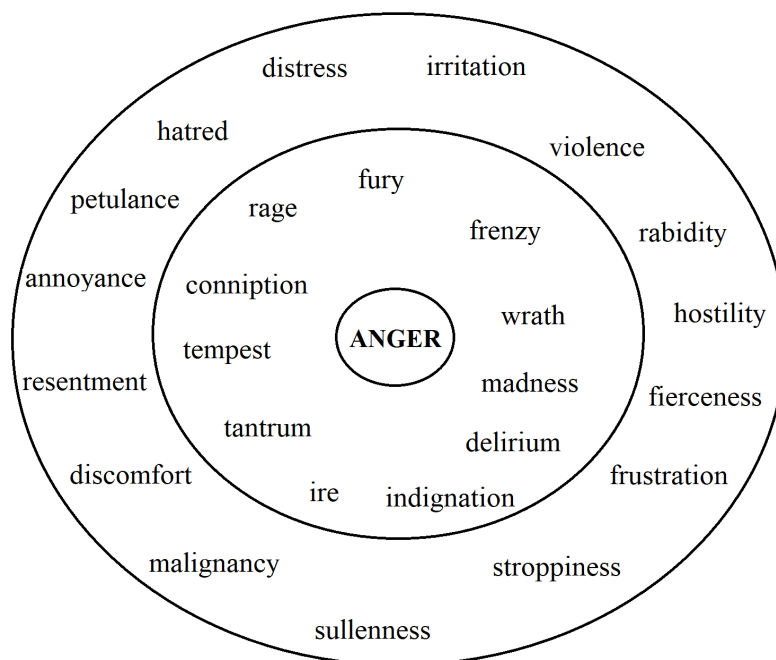 distress
irritation
hatred
violence
fury
petulance
rage
frenzy
rabidity
annoyance
conniption
hostility
wrath
ANGER
tempest
resentment
madness
fierceness
tantrum
delirium
discomfort
frustration
ire
indignation
malignancy
stroppiness
sullenness